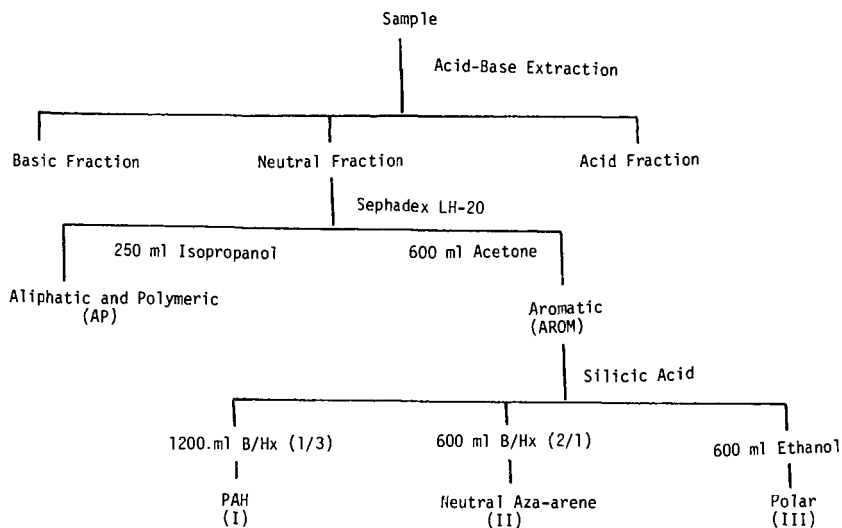 Sample
Acid-Base Extraction
Basic Fraction
Neutral Fraction
Acid Fraction
Sephadex LH-20
250 ml Isopropanol
600 ml Acetone
Aliphatic and Polymeric
(AP)
Aromatic
(AROM)
Silicic Acid
1200.ml B/Hx (1/3)
600 ml B/Hx (2/1)
600 ml Ethanol
PAH
(I)
Neutral Aza-arene
(II)
Polar
(III)